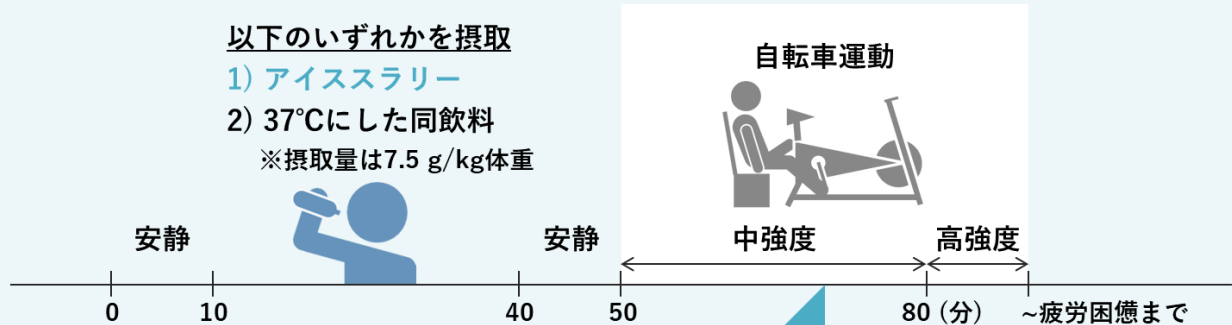 以下のいずれかを摂取
1) アイススラリー
2) 37℃にした同飲料
※摂取量は7.5 g/kg体重
自転車運動
安静
安静
中強度
高強度
0
10
40
50
80（分）
~疲労困憊まで